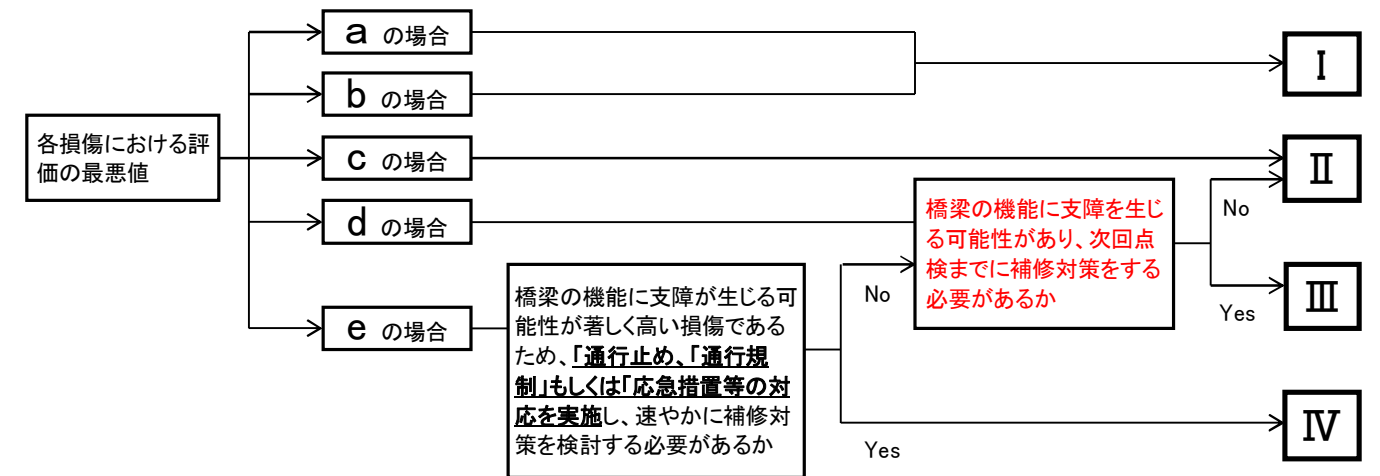 a の場合
b の場合
各損傷における評
価の最悪値
c の場合
d の場合
e の場合
橋梁の機能に支障が生じる可
能性が著しく高い損傷である
ため、「通行止め、「通行規
制」もしくは「応急措置等の対
応を実施し、速やかに補修対
策を検討する必要があるか
No
Yes
橋梁の機能に支障を生じ
る可能性があり、次回点
検までに補修対策をする
必要があるか
No
Yes
Ⅰ
Ⅱ
Ⅲ
Ⅳ